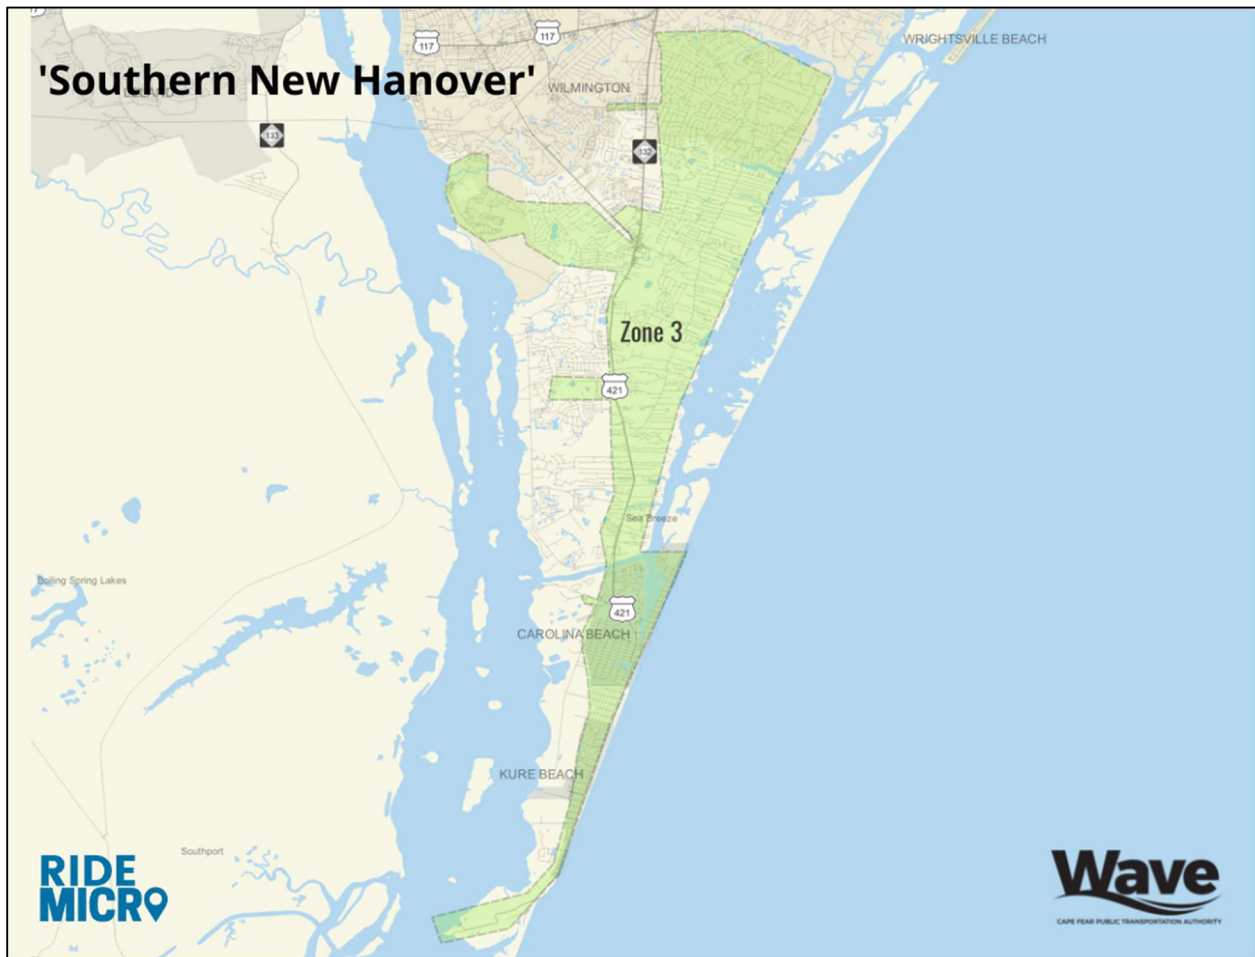 117
117
WRIGHTSVILLE BEACH
'Southern New Hanover'
WILMINGTON
133
132
Zone 3
421
Sea Breeze
Boiling Spring Lakes
421
CAROLINA BEACH
KURE BEACH
Southport
RIDE
MICRO
Wave
CAPE FEAR PUBLIC TRANSPORTATION AUTHORITY